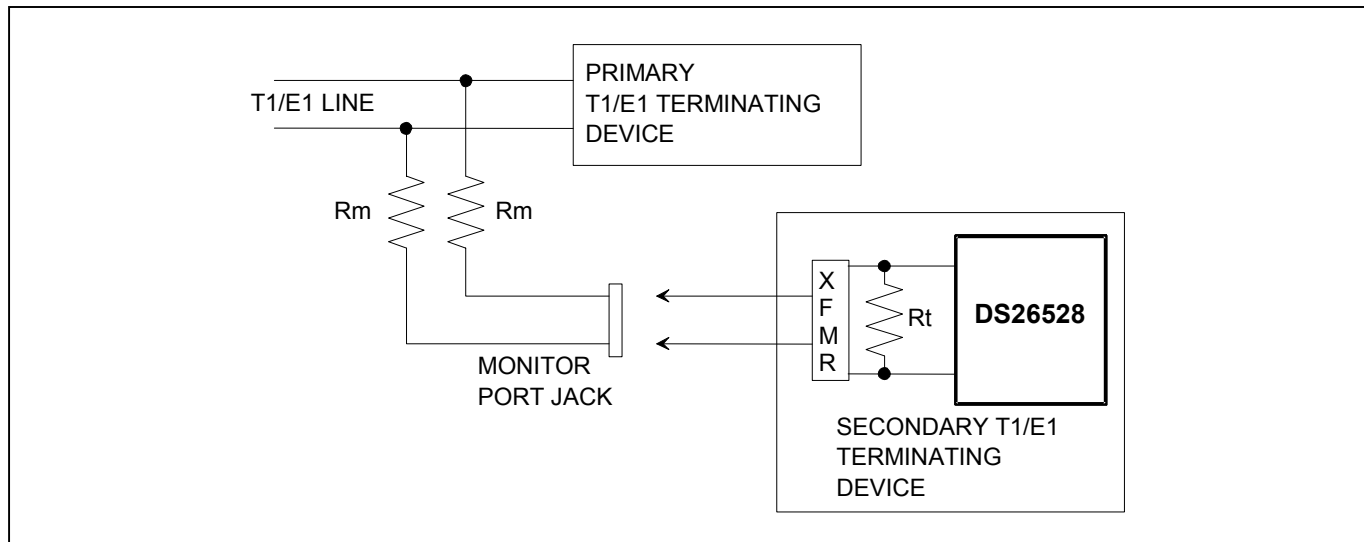 PRIMARY
T1/E1 TERMINATING
DEVICE
T1/E1 LINE
Rm
Rm
MONITOR
PORT JACK
X
F
M
R
Rt
DS26528
SECONDARY T1/E1
TERMINATING
DEVICE